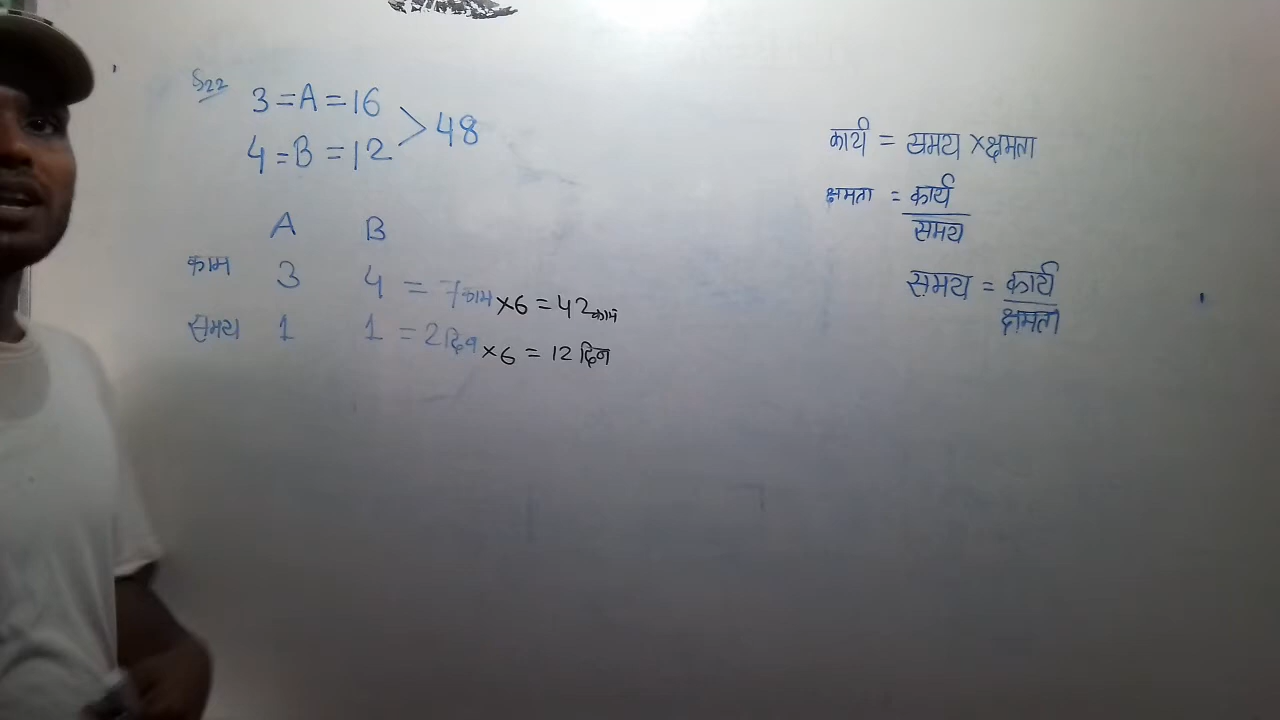 S22
3 = A = 16
4 = B = 12 > 48
A B
काम 3 4 = 7काम ×6 = 42काम
समय 1 1 = 2दिन ×6 = 12 दिन
कार्य = समय × क्षमता
क्षमता = कार्य
समय
समय = कार्य
क्षमता